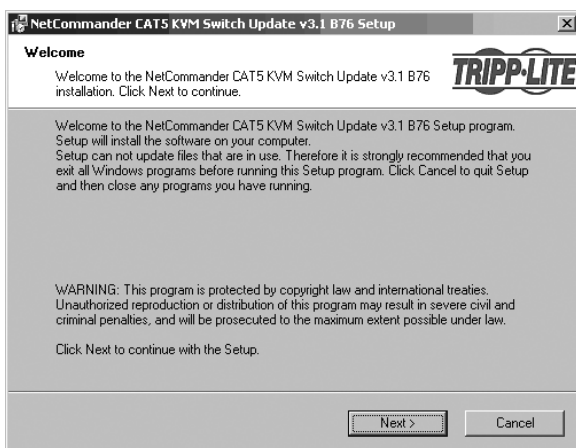 NetCommander CAT5 KVM Switch Update v3.1 B76 Setup
Welcome
Welcome to the NetCommander CAT5 KVM Switch Update v3.1 B76
installation. Click Next to continue.
TRIPP·LITE
Welcome to the NetCommander CAT5 KVM Switch Update v3.1 B76 Setup program.
Setup will install the software on your computer.
Setup can not update files that are in use. Therefore it is strongly recommended that you
exit all Windows programs before running this Setup program. Click Cancel to quit Setup
and then close any programs you have running.
WARNING: This program is protected by copyright law and international treaties.
Unauthorized reproduction or distribution of this program may result in severe civil and
criminal penalties, and will be prosecuted to the maximum extent possible under law.
Click Next to continue with the Setup.
Next >
Cancel